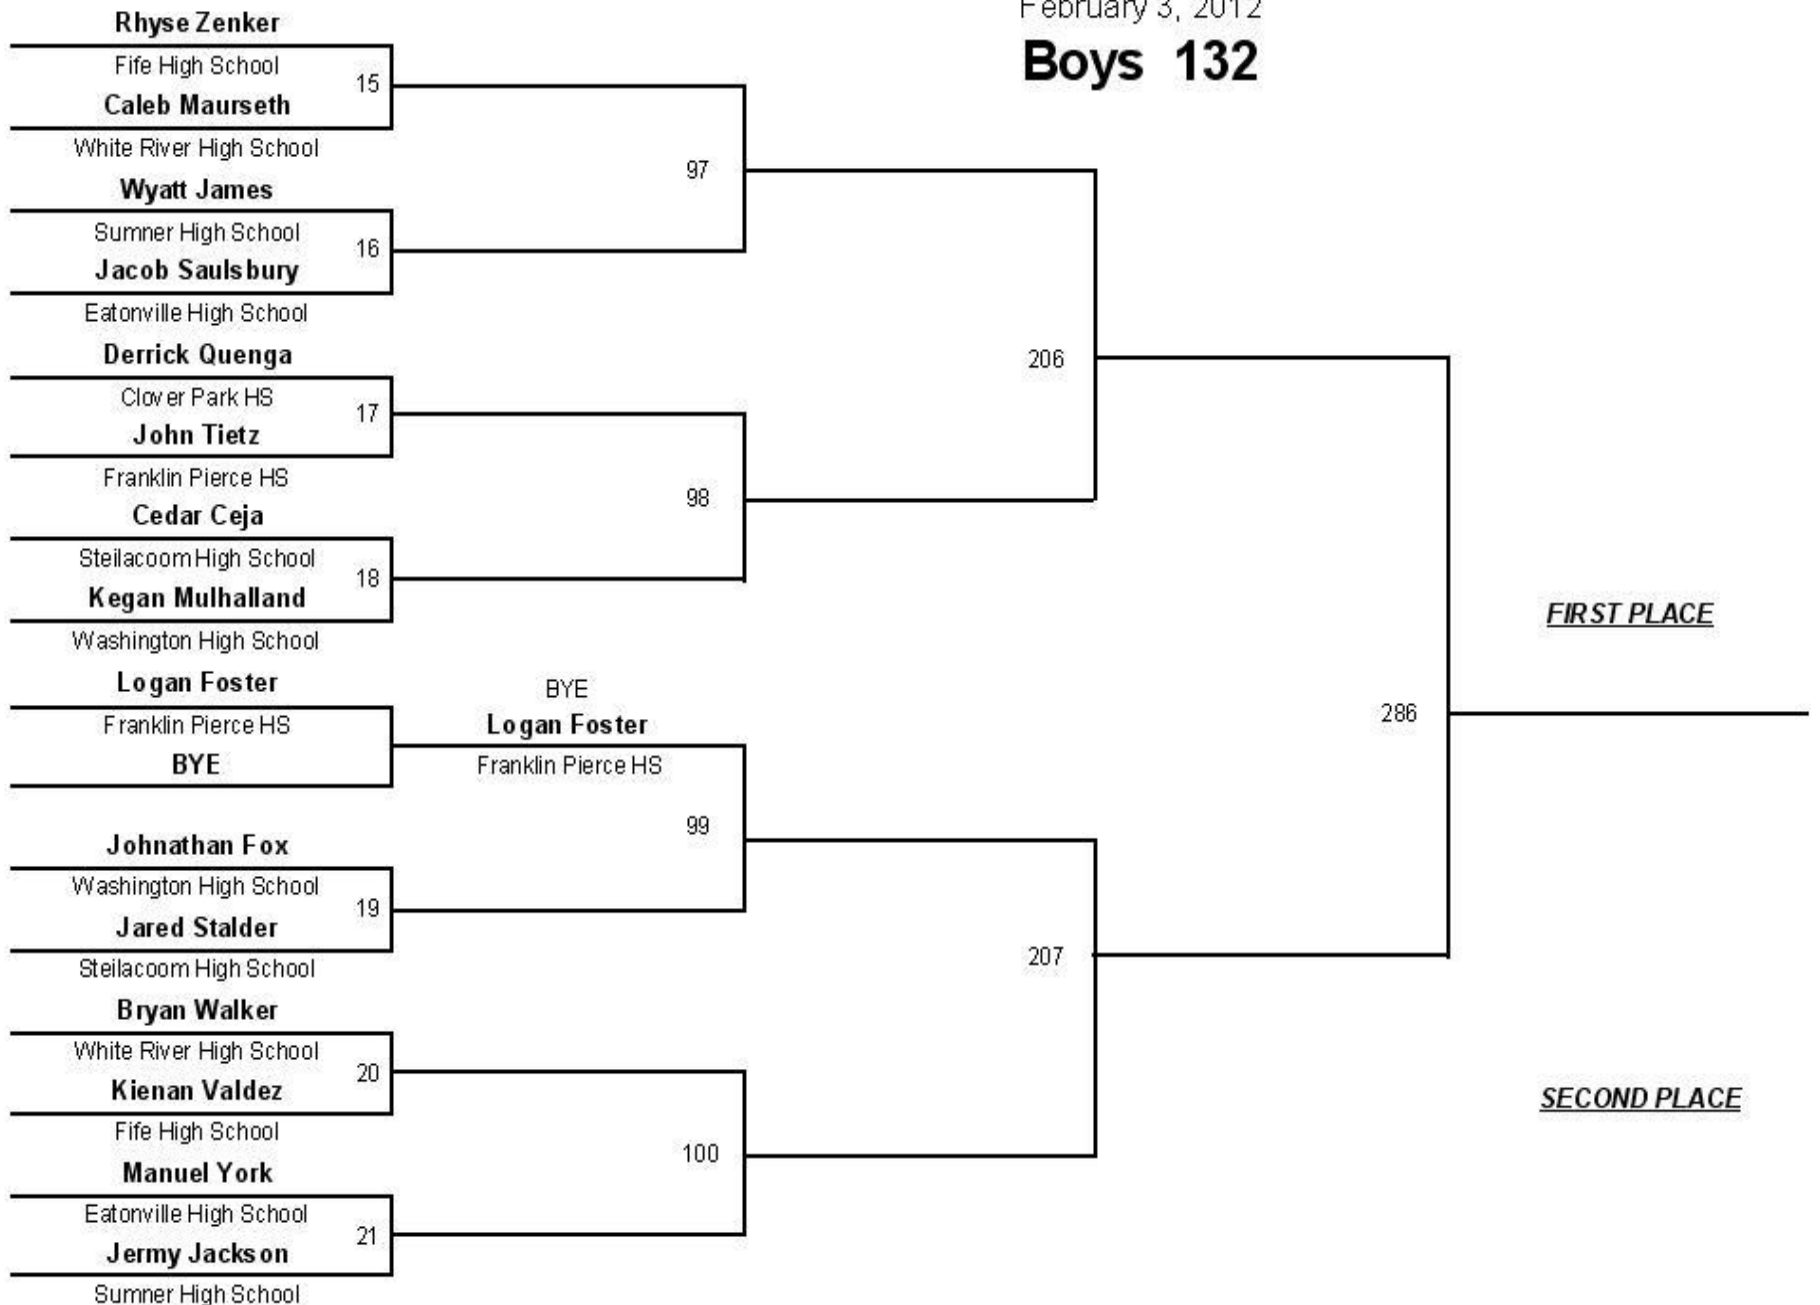 February 3, 2012
Boys 132
Rhyse Zenker
Fife High School
15
Caleb Maurseth
White River High School
97
Wyatt James
Sumner High School
16
Jacob Saulsbury
Eatonville High School
206
Derrick Quenga
Clover Park HS
17
John Tietz
Franklin Pierce HS
98
Cedar Ceja
Steilacoom High School
18
Kegan Mulhalland
Washington High School
FIRST PLACE
286
Logan Foster
Franklin Pierce HS
BYE
BYE
Logan Foster
Franklin Pierce HS
99
Johnathan Fox
Washington High School
19
Jared Stalder
Steilacoom High School
207
Bryan Walker
White River High School
20
Kienan Valdez
Fife High School
100
SECOND PLACE
Manuel York
Eatonville High School
21
Jermy Jackson
Sumner High School